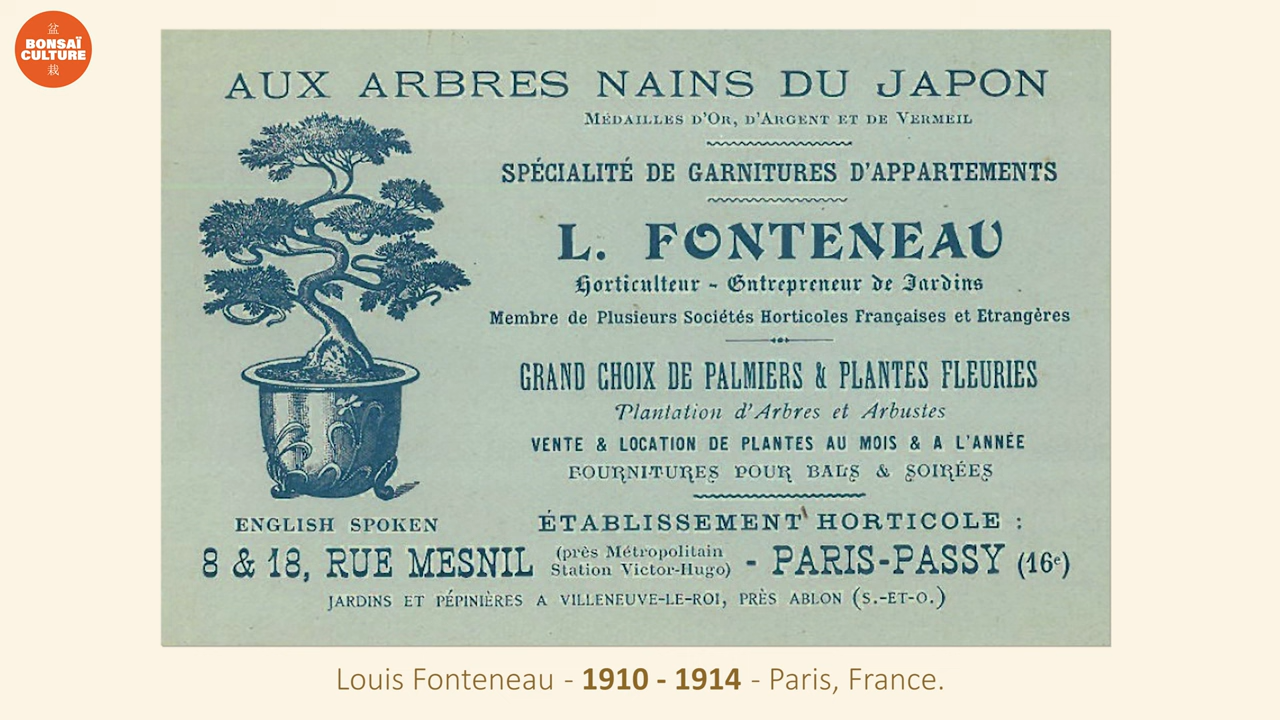 盆
BONSAÏ
CULTURE
栽
AUX ARBRES NAINS DU JAPON
MÉDAILLES D'OR, D'ARGENT ET DE VERMEIL
SPÉCIALITÉ DE GARNITURES D'APPARTEMENTS
L. FONTENEAU
Horticulteur - Entrepreneur de Jardins
Membre de Plusieurs Sociétés Horticoles Françaises et Etrangères
GRAND CHOIX DE PALMIERS & PLANTES FLEURIES
Plantation d'Arbres et Arbustes
VENTE & LOCATION DE PLANTES AU MOIS & A L'ANNÉE
FOURNITURES POUR BALS & SOIRÉES
ENGLISH SPOKEN
ÉTABLISSEMENT HORTICOLE :
8 & 18, RUE MESNIL (près Métropolitain Station Victor-Hugo) - PARIS-PASSY (16e)
JARDINS ET PÉPINIÈRES A VILLENEUVE-LE-ROI, PRÈS ABLON (S.-ET-O.)
Louis Fonteneau - 1910 - 1914 - Paris, France.